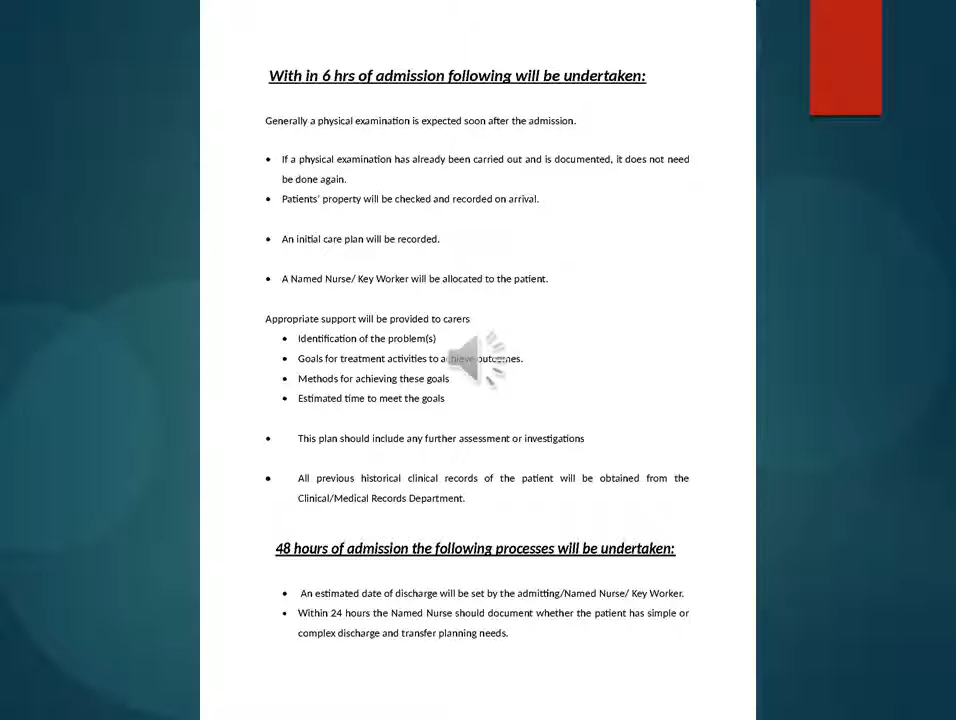 With in 6 hrs of admission following will be undertaken:
Generally a physical examination is expected soon after the admission.
• If a physical examination has already been carried out and is documented, it does not need
be done again.
• Patients' property will be checked and recorded on arrival.
• An initial care plan will be recorded.
• A Named Nurse/ Key Worker will be allocated to the patient.
Appropriate support will be provided to carers
• Identification of the problem(s)
• Goals for treatment activities to achieve outcomes.
• Methods for achieving these goals
• Estimated time to meet the goals
• This plan should include any further assessment or investigations
• All previous historical clinical records of the patient will be obtained from the
Clinical/Medical Records Department.
48 hours of admission the following processes will be undertaken:
• An estimated date of discharge will be set by the admitting/Named Nurse/ Key Worker.
• Within 24 hours the Named Nurse should document whether the patient has simple or
complex discharge and transfer planning needs.